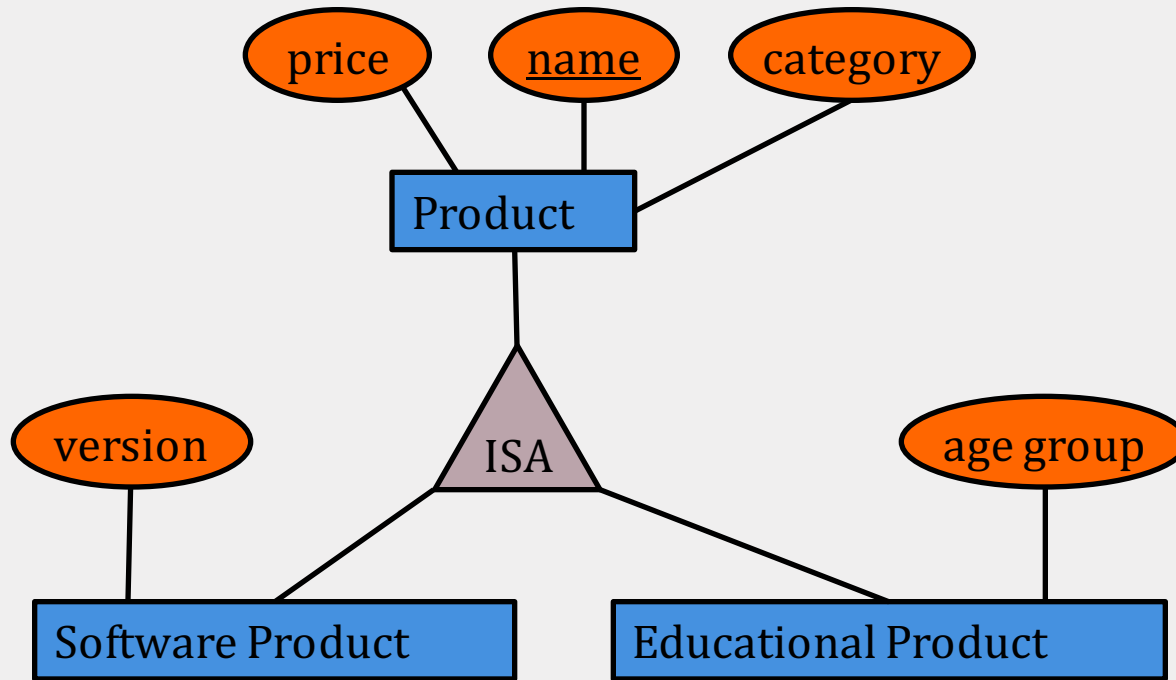 price
name
category
Product
ISA
version
age group
Software Product
Educational Product